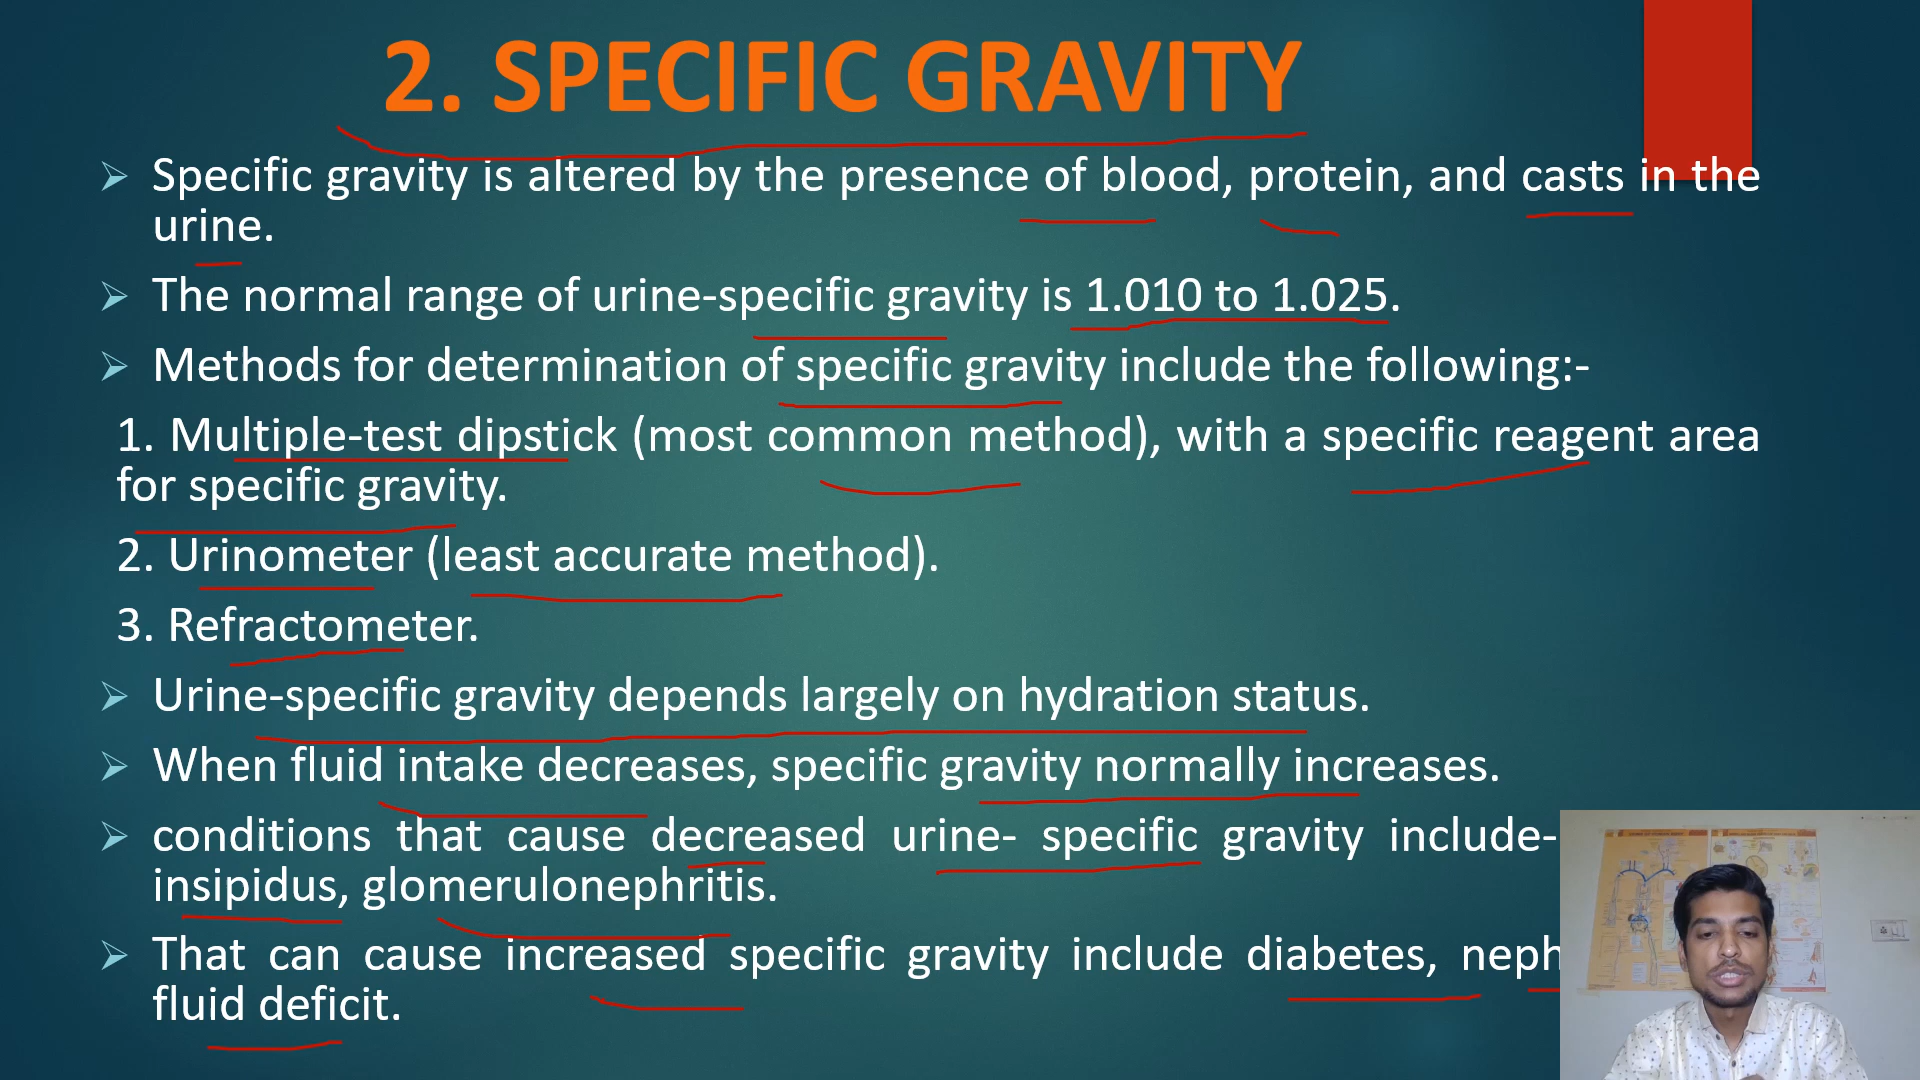 2. SPECIFIC GRAVITY
➢ Specific gravity is altered by the presence of blood, protein, and casts in the
urine.
➢ The normal range of urine-specific gravity is 1.010 to 1.025.
➢ Methods for determination of specific gravity include the following:-
1. Multiple-test dipstick (most common method), with a specific reagent area
for specific gravity.
2. Urinometer (least accurate method).
3. Refractometer.
➢ Urine-specific gravity depends largely on hydration status.
➢ When fluid intake decreases, specific gravity normally increases.
➢ conditions that cause decreased urine- specific gravity include-
insipidus, glomerulonephritis.
➢ That can cause increased specific gravity include diabetes,
fluid deficit.